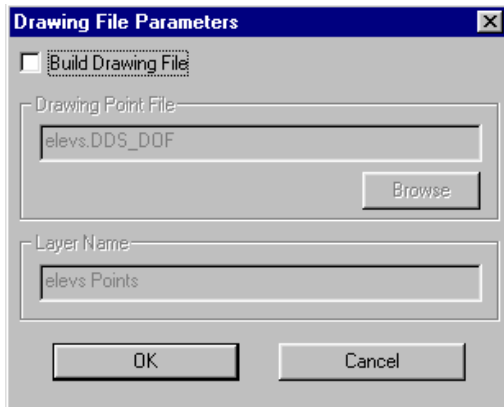 Drawing File Parameters
Build Drawing File
Drawing Point File
elevs.DDS_DOF
Browse
Layer Name
elevs Points
OK Cancel